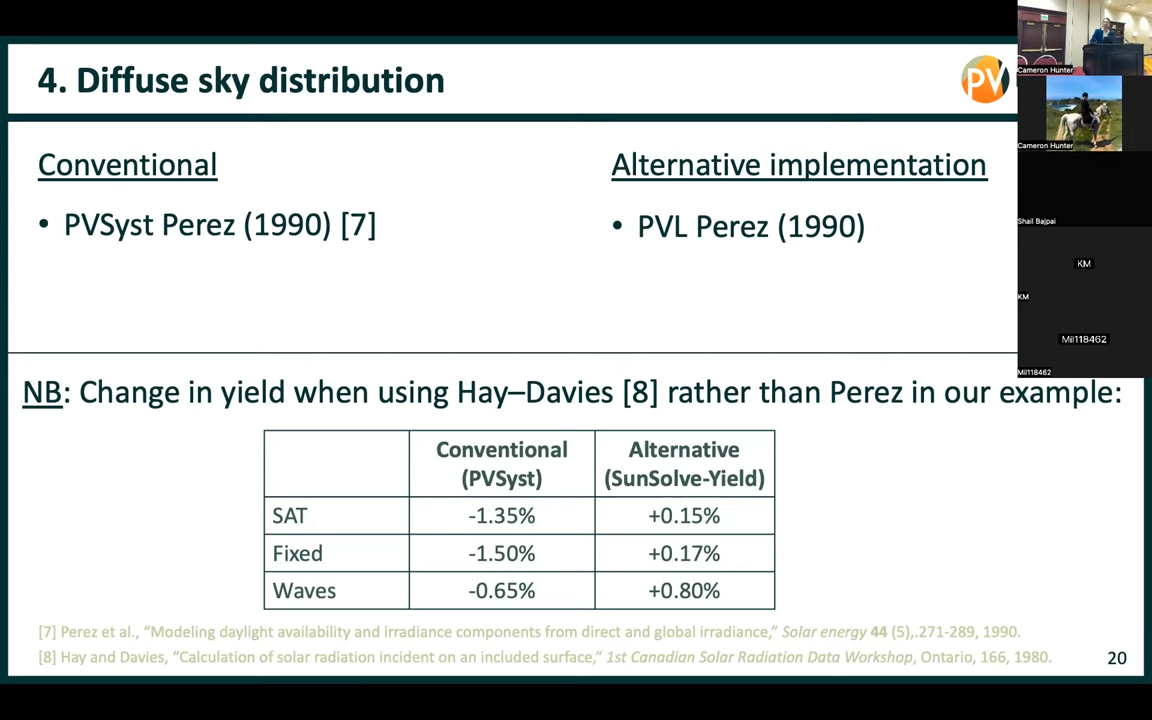 4. Diffuse sky distribution
PV
Conventional
• PVSyst Perez (1990) [7]
Alternative implementation
• PVL Perez (1990)
NB: Change in yield when using Hay–Davies [8] rather than Perez in our example:
Conventional (PVSyst)
Alternative (SunSolve-Yield)
SAT -1.35% +0.15%
Fixed -1.50% +0.17%
Waves -0.65% +0.80%
[7] Perez et al., “Modeling daylight availability and irradiance components from direct and global irradiance,” Solar energy 44 (5),.271-289, 1990.
[8] Hay and Davies, “Calculation of solar radiation incident on an included surface,“ 1st Canadian Solar Radiation Data Workshop, Ontario, 166, 1980.
20
Cameron Hunter
Cameron Hunter
Shail Bajpai
KM
KM
Mil118462
Mil118462